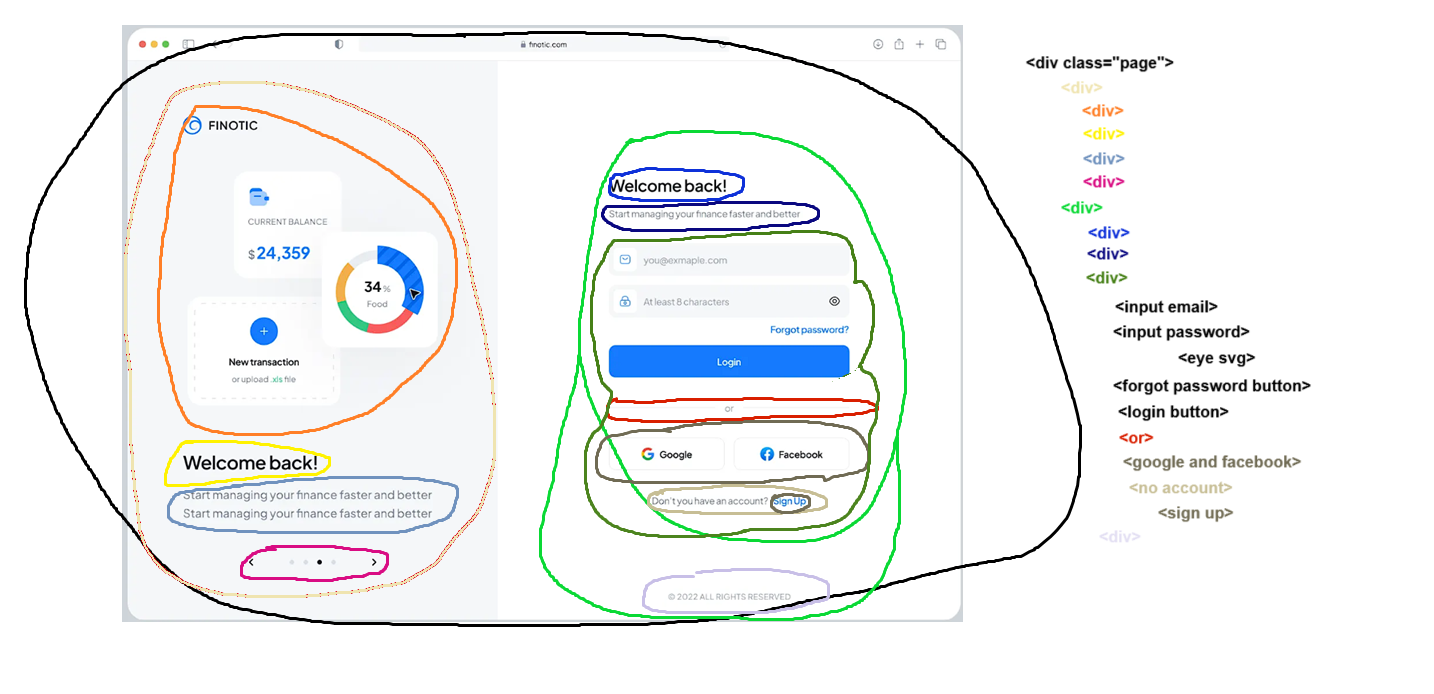 finotic.com
FINOTIC
CURRENT BALANCE
$24,359
34%
Food
New transaction
or upload .xls file
Welcome back!
Start managing your finance faster and better
Start managing your finance faster and better
Welcome back!
Start managing your finance faster and better
you@exmaple.com
At least 8 characters
Forgot password?
Login
or
Google
Facebook
Don't you have an account? Sign Up
© 2022 ALL RIGHTS RESERVED
<div class="page">
<div>
<div>
<div>
<div>
<div>
<div>
<div>
<div>
<div>
<input email>
<input password>
<eye svg>
<forgot password button>
<login button>
<or>
<google and facebook>
<no account>
<sign up>
<div>